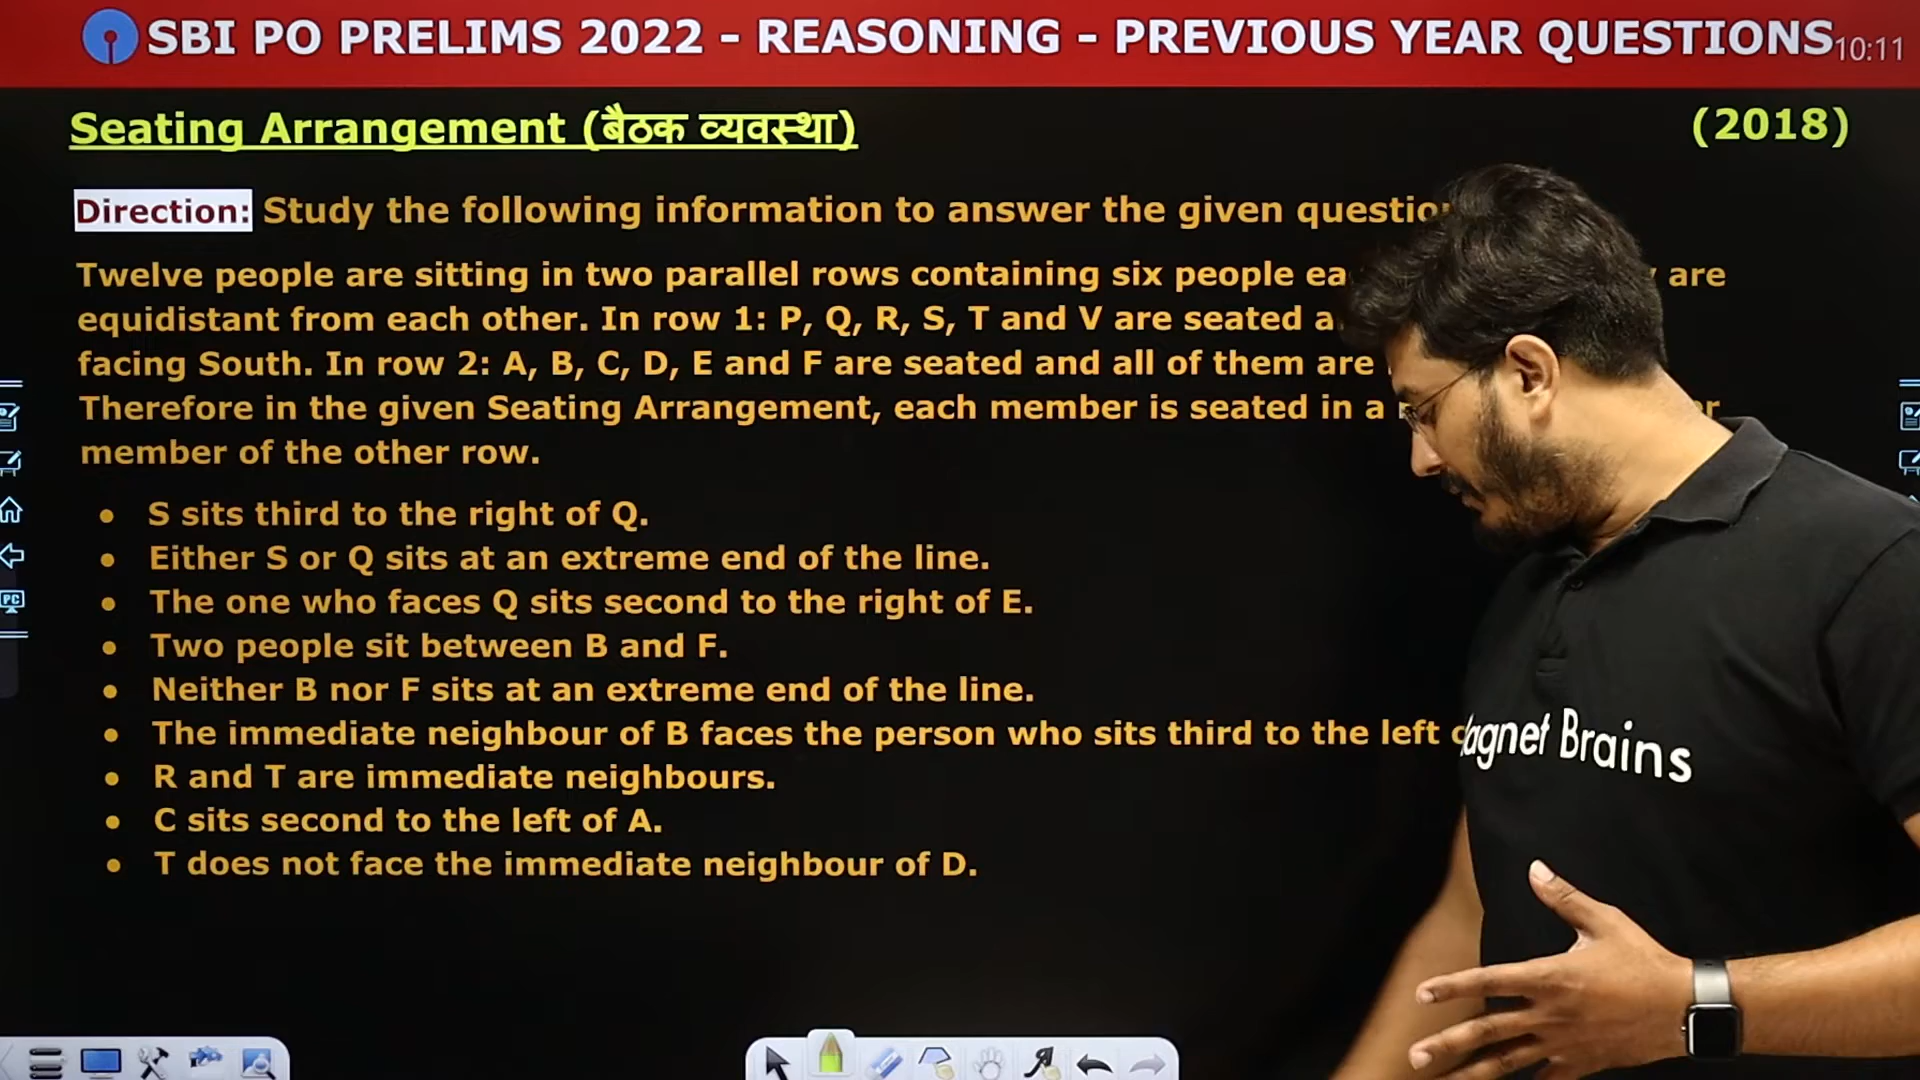 SBI PO PRELIMS 2022 - REASONING - PREVIOUS YEAR QUESTIONS
10:11
Seating Arrangement (बैठक व्यवस्था)
(2018)
Direction: Study the following information to answer the given
Twelve people are sitting in two parallel rows containing six people are
equidistant from each other. In row 1: P, Q, R, S, T and V are seated
facing South. In row 2: A, B, C, D, E and F are seated and all of them are
Therefore in the given Seating Arrangement, each member is seated in a
member of the other row.
• S sits third to the right of Q.
• Either S or Q sits at an extreme end of the line.
• The one who faces Q sits second to the right of E.
• Two people sit between B and F.
• Neither B nor F sits at an extreme end of the line.
• The immediate neighbour of B faces the person who sits third to the left
• R and T are immediate neighbours.
• C sits second to the left of A.
• T does not face the immediate neighbour of D.
Magnet Brains
PC